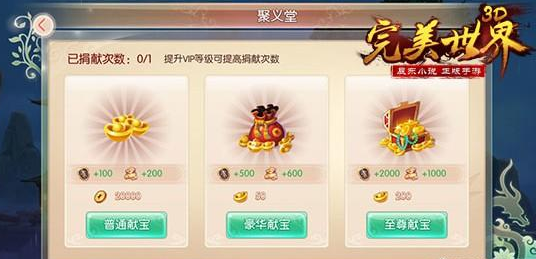 聚义堂
完美世界
3D
辰东小说 正版手游
已捐献次数：0/1 提升VIP等级可提高捐献次数
+100 +200
20000
普通献宝
+500 +600
50
豪华献宝
+2000 +1000
200
至尊献宝